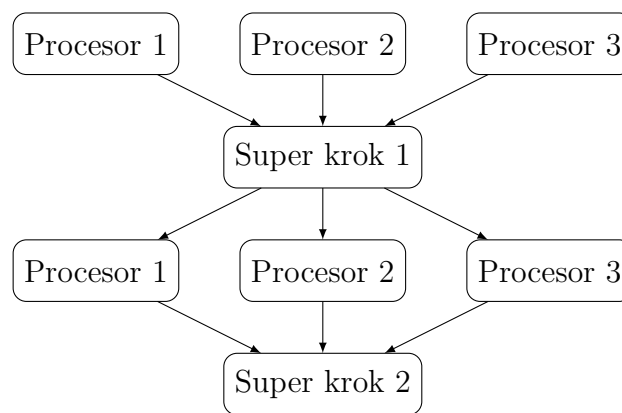 Procesor 1
Procesor 2
Procesor 3
Super krok 1
Procesor 1
Procesor 2
Procesor 3
Super krok 2